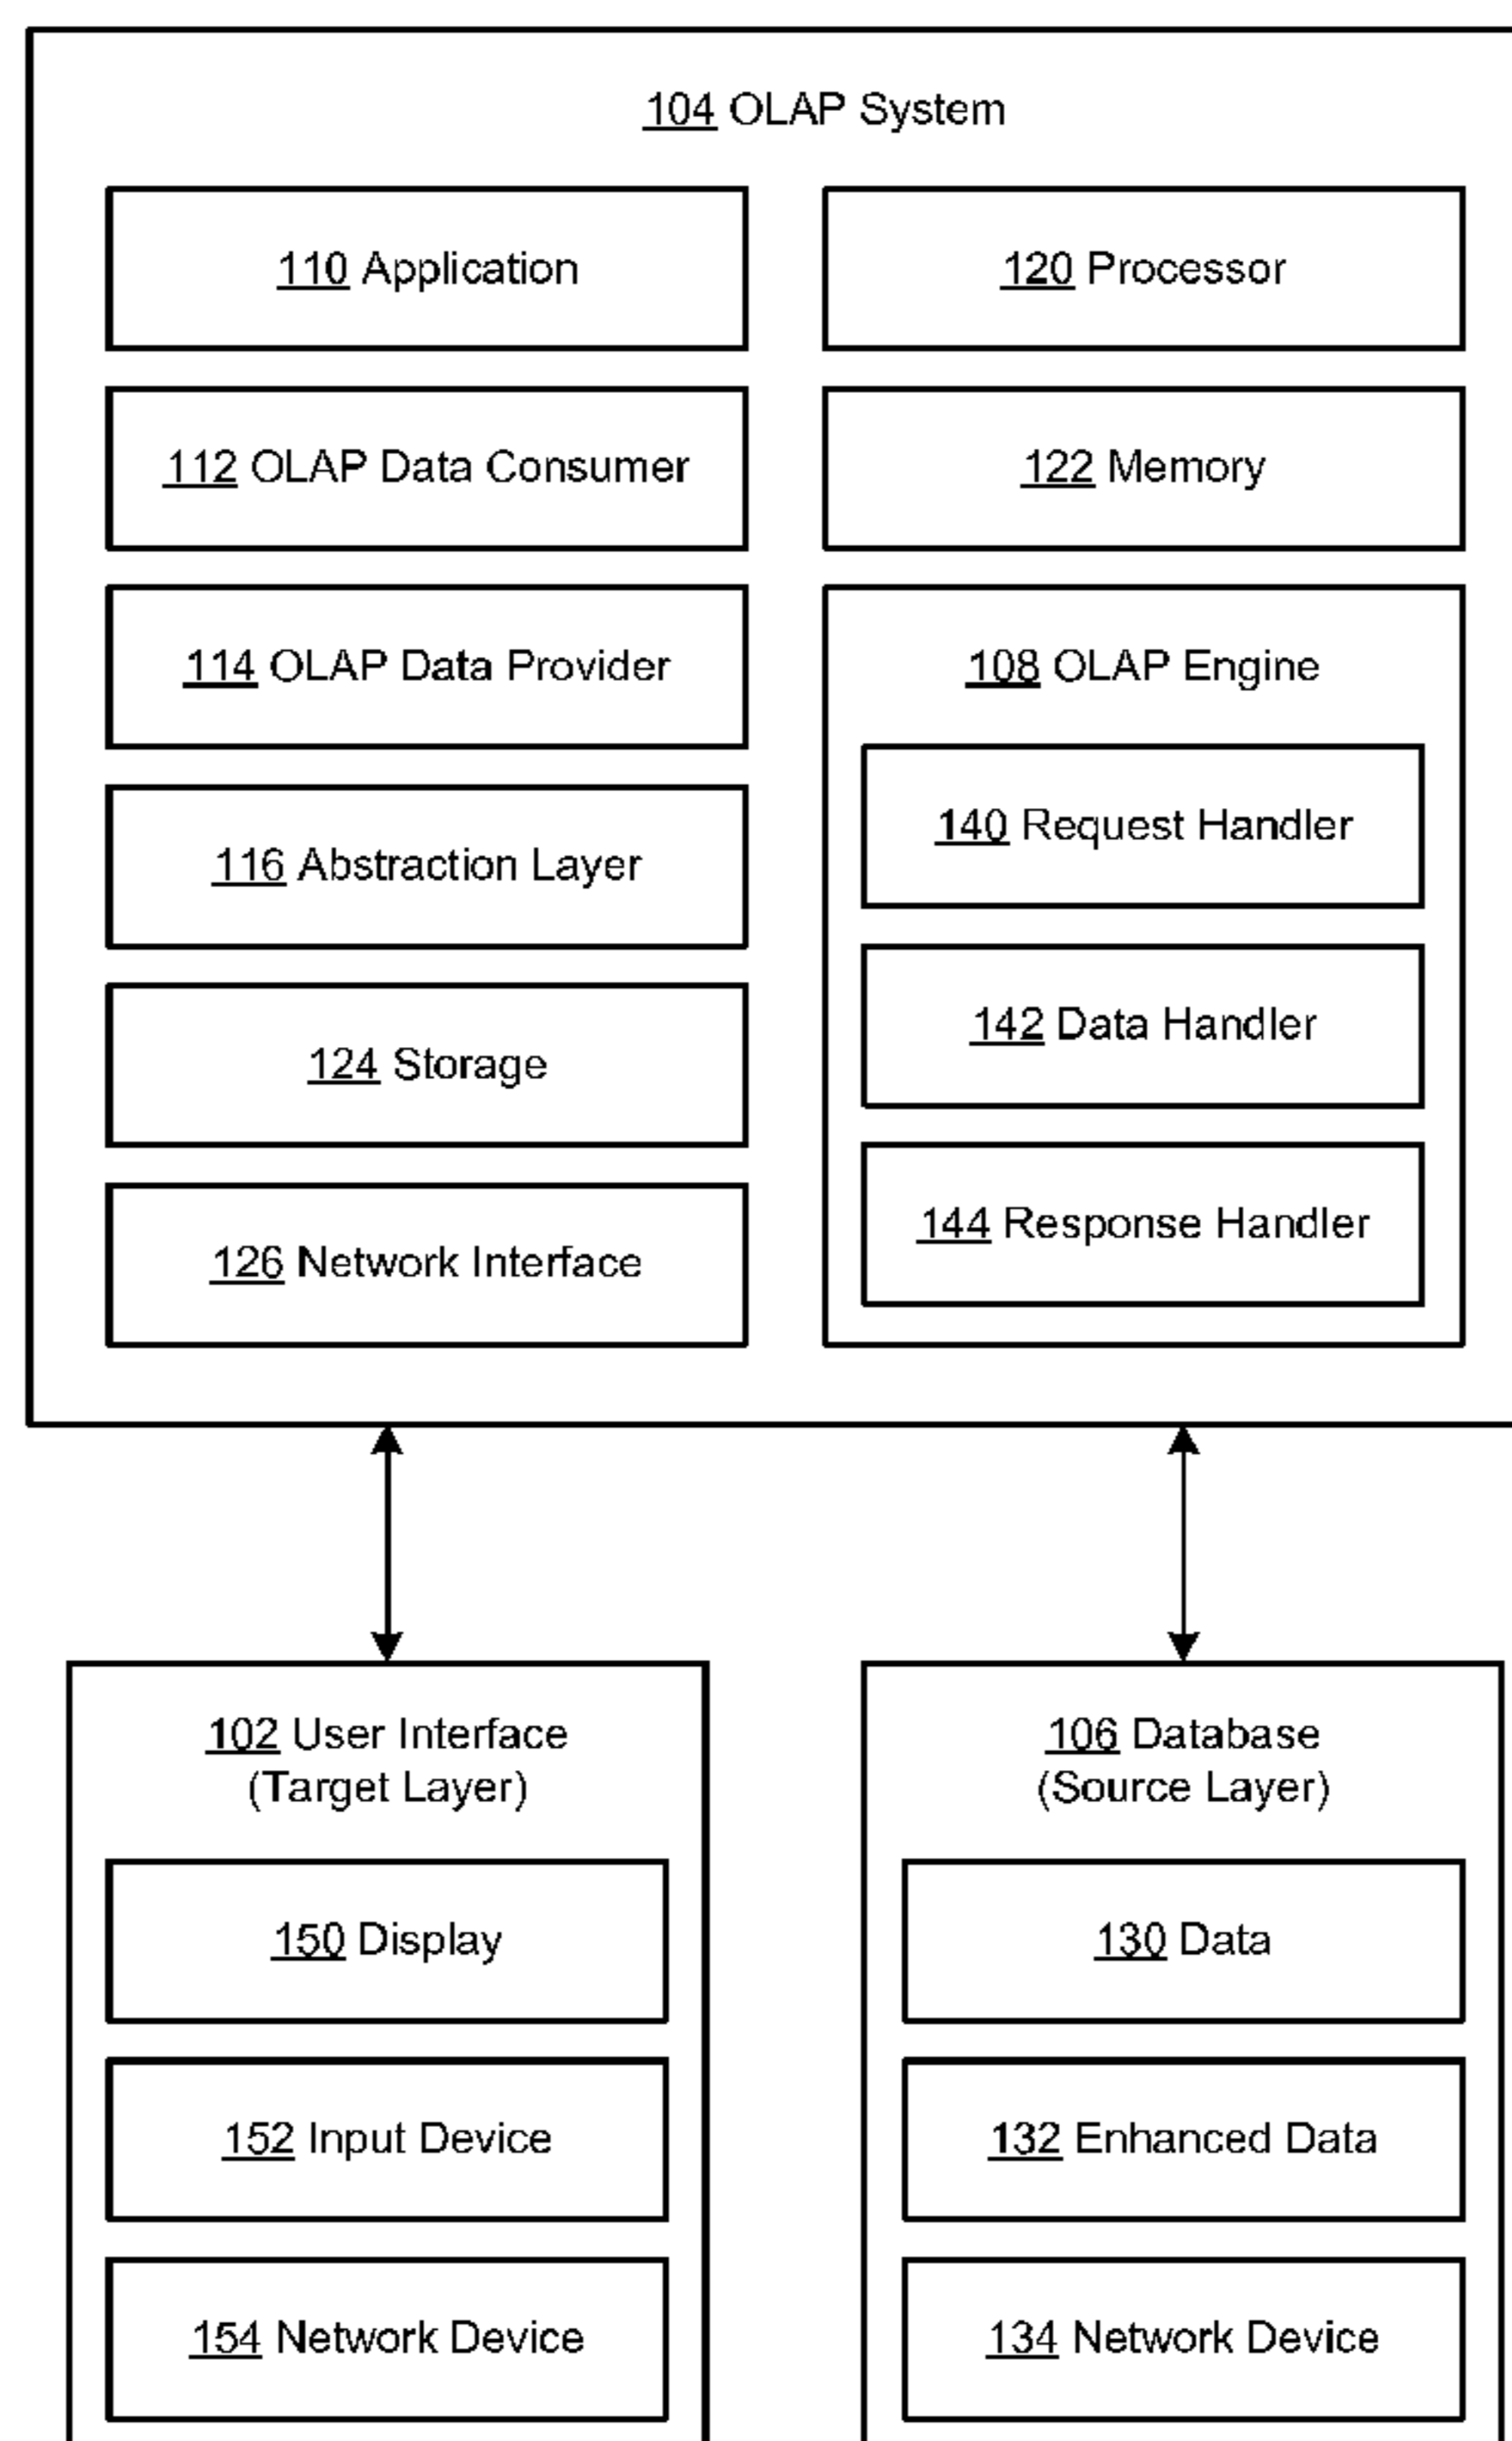 104 OLAP System
110 Application
112 OLAP Data Consumer
114 OLAP Data Provider
116 Abstraction Layer
124 Storage
126 Network Interface
120 Processor
122 Memory
108 OLAP Engine
140 Request Handler
142 Data Handler
144 Response Handler
102 User Interface
(Target Layer)
150 Display
152 Input Device
154 Network Device
106 Database
(Source Layer)
130 Data
132 Enhanced Data
134 Network Device